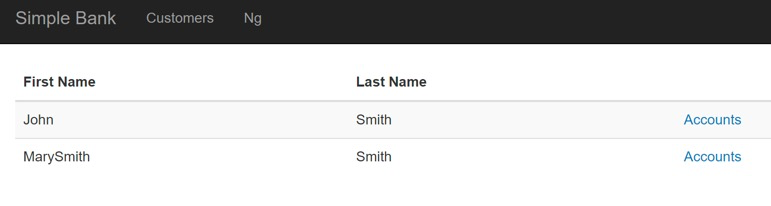 Simple Bank Customers Ng
First Name Last Name
John Smith Accounts
MarySmith Smith Accounts